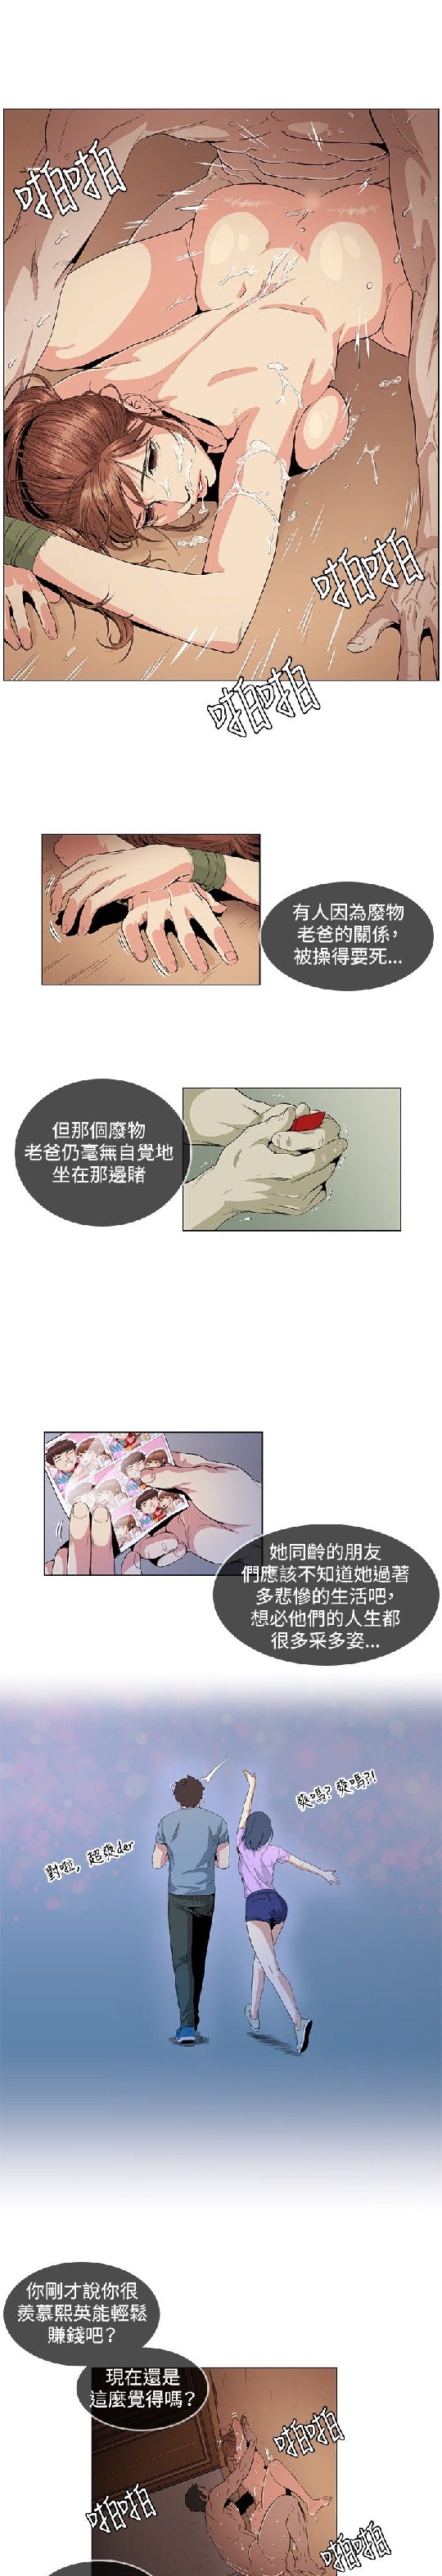 啪啪
啪啪
啪啪
有人因為廢物
老爸的關係,
被操得要死...
但那個廢物
老爸仍毫無自覺地
坐在那邊賭
她同齡的朋友
們應該不知道她過著
多悲慘的生活吧,
想必他們的人生都
很多采多姿...
爽嗎? 爽嗎?!
對啦, 超爽der
你剛才說你很
羨慕熙英能輕鬆
賺錢吧?
現在還是
這麼覺得嗎?
啪啪
啪啪
啪啪